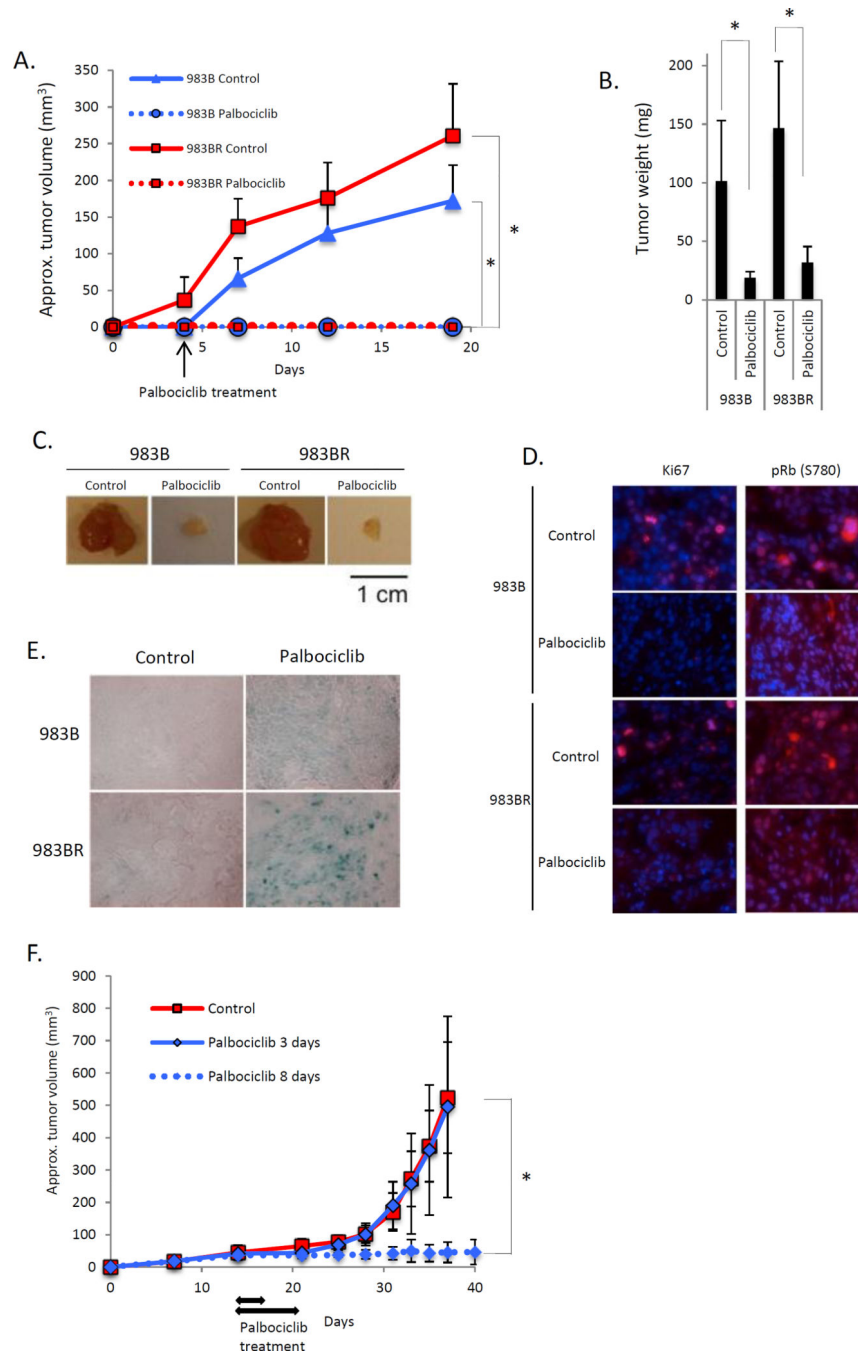 A.
Approx. tumor volume (mm³)
350
300
250
200
150
100
50
0
983B Control
983B Palbociclib
983BR Control
983BR Palbociclib
*
*
0
5
10
15
20
Days
Palbociclib treatment
B.
Tumor weight (mg)
200
150
100
50
0
*
*
Control
Palbociclib
Control
Palbociclib
983B
983BR
C.
983B
983BR
Control
Palbociclib
Control
Palbociclib
1 cm
D.
Ki67
pRb (S780)
983B
Control
Palbociclib
983BR
Control
Palbociclib
E.
Control
Palbociclib
983B
983BR
F.
Approx. tumor volume (mm³)
900
800
700
600
500
400
300
200
100
0
Control
Palbociclib 3 days
Palbociclib 8 days
*
0
10
20
30
40
Palbociclib
treatment
Days